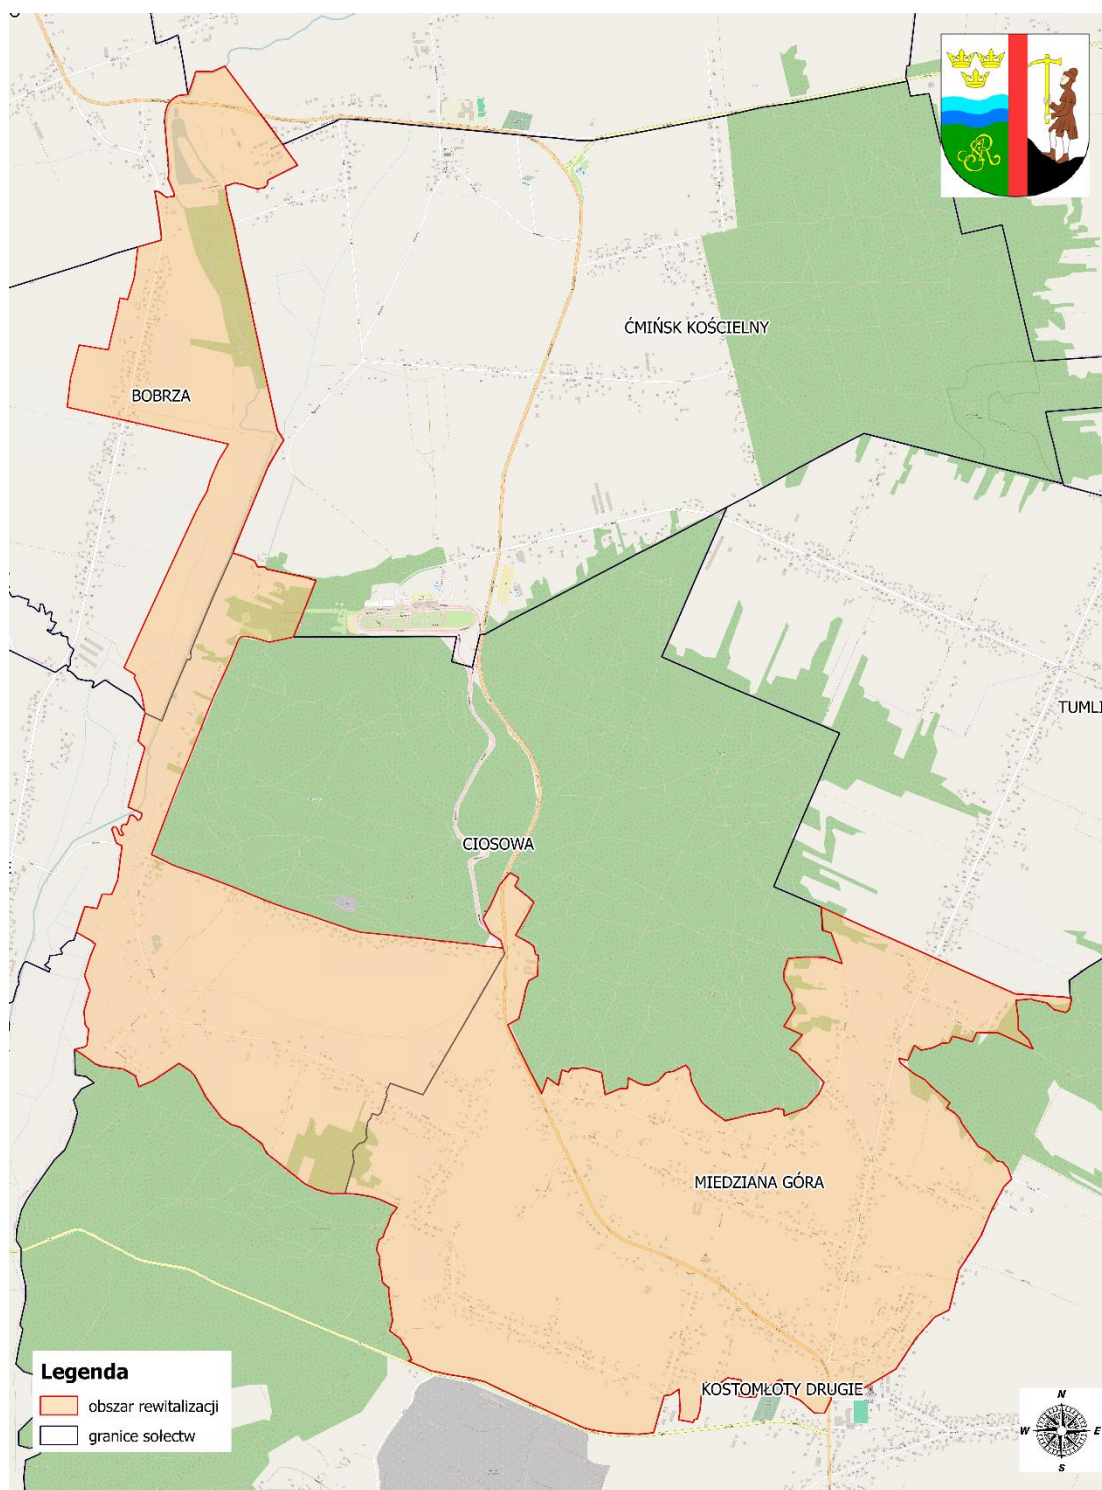 ĆMIŃSK KOŚCIELNY
BOBRZA
TUMLI
CIOSOWA
MIEDZIANA GÓRA
KOSTOMŁOTY DRUGIE
Legenda
obszar rewitalizacji
granice sołectw
N
W E
S